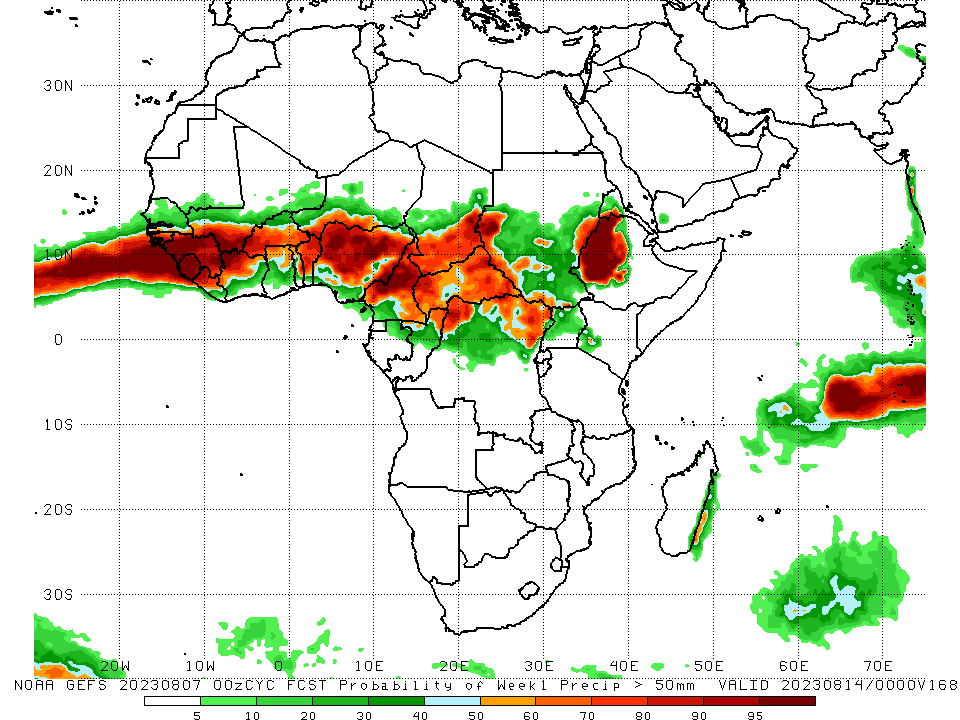 30N
20N
10N
0
10S
20S
30S
20W 10W 0 10E 20E 30E 40E 50E 60E 70E
NOAA GEFS 20230807 00zCYC FCST Probability of Week1 Precip > 50mm VALID 20230814/0000V168
5 10 20 30 40 50 60 70 80 90 95